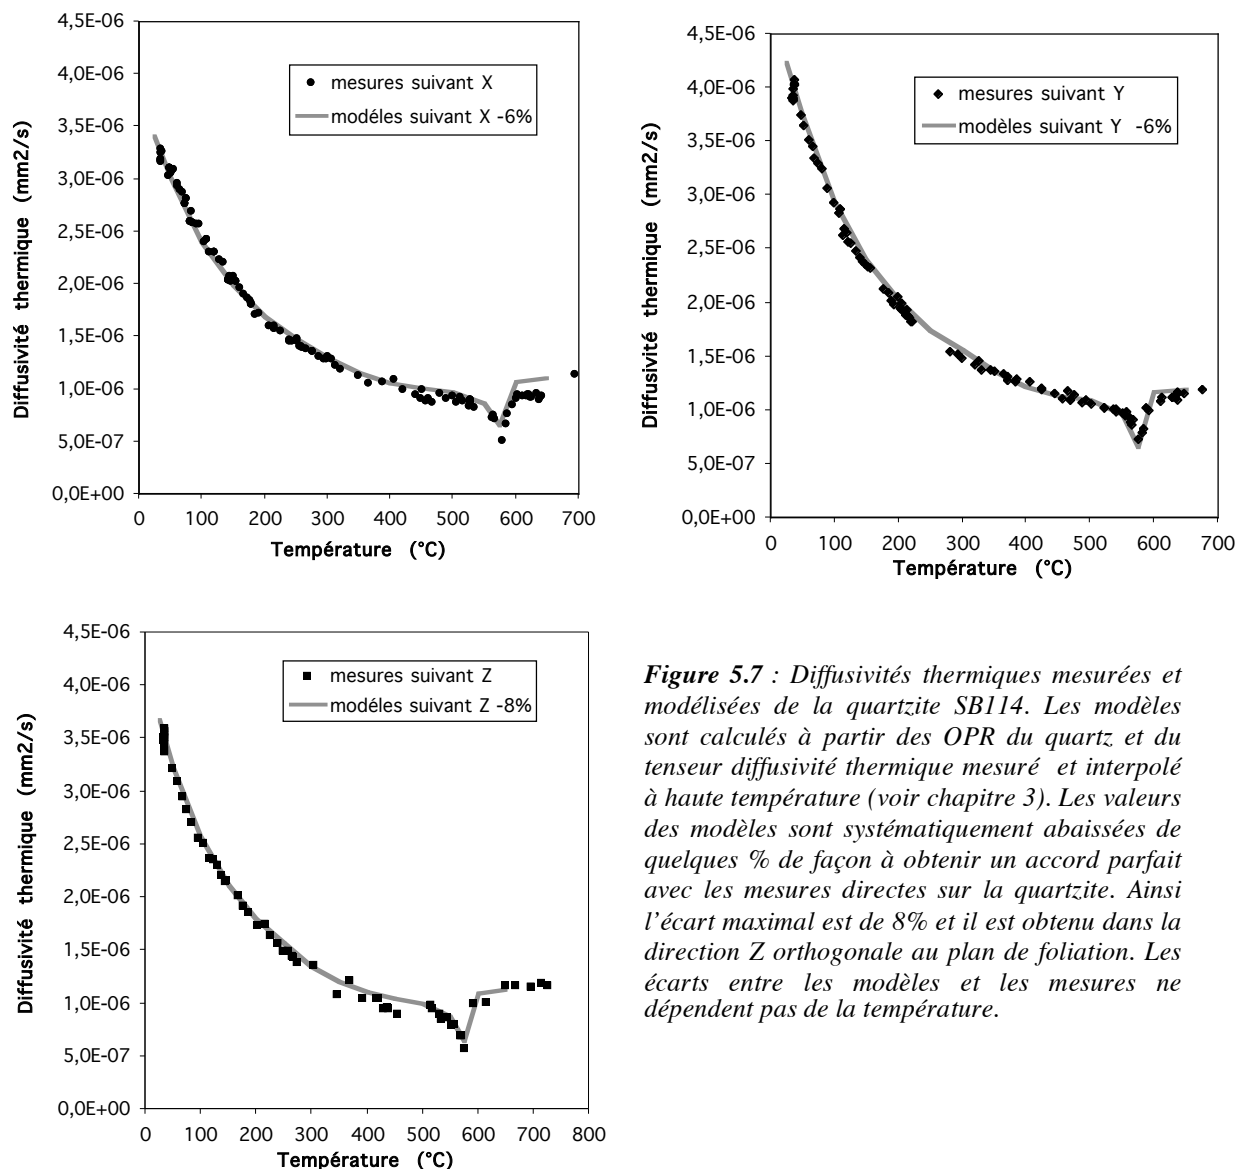 4,5E-06
4,0E-06
3,5E-06
3,0E-06
2,5E-06
2,0E-06
1,5E-06
1,0E-06
5,0E-07
0,0E+00
Diffusivité thermique (mm2/s)
mesures suivant X
modéles suivant X -6%
0 100 200 300 400 500 600 700
Température (°C)
4,5E-06
4,0E-06
3,5E-06
3,0E-06
2,5E-06
2,0E-06
1,5E-06
1,0E-06
5,0E-07
0,0E+00
Diffusivité thermique (mm2/s)
mesures suivant Y
modèles suivant Y -6%
0 100 200 300 400 500 600 700
Température (°C)
4,5E-06
4,0E-06
3,5E-06
3,0E-06
2,5E-06
2,0E-06
1,5E-06
1,0E-06
5,0E-07
0,0E+00
Diffusivité thermique (mm2/s)
mesures suivant Z
modéles suivant Z -8%
0 100 200 300 400 500 600 700 800
Température (°C)
Figure 5.7 : Diffusivités thermiques mesurées et
modélisées de la quartzite SB114. Les modèles
sont calculés à partir des OPR du quartz et du
tenseur diffusivité thermique mesuré et interpolé
à haute température (voir chapitre 3). Les valeurs
des modèles sont systématiquement abaissées de
quelques % de façon à obtenir un accord parfait
avec les mesures directes sur la quartzite. Ainsi
l'écart maximal est de 8% et il est obtenu dans la
direction Z orthogonale au plan de foliation. Les
écarts entre les modèles et les mesures ne
dépendent pas de la température.